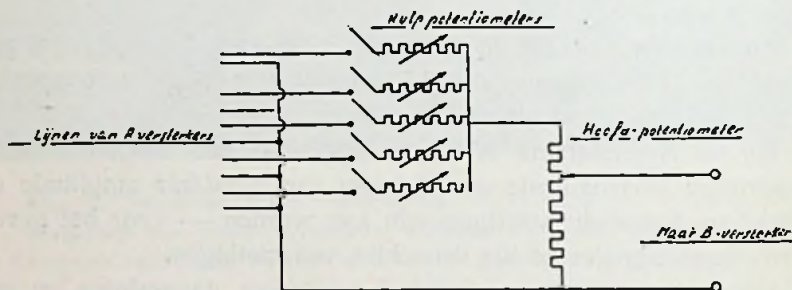 Hulp potentiometers
Lijnen van A versterkers
Hoofd-potentiometer
Naar B-versterker